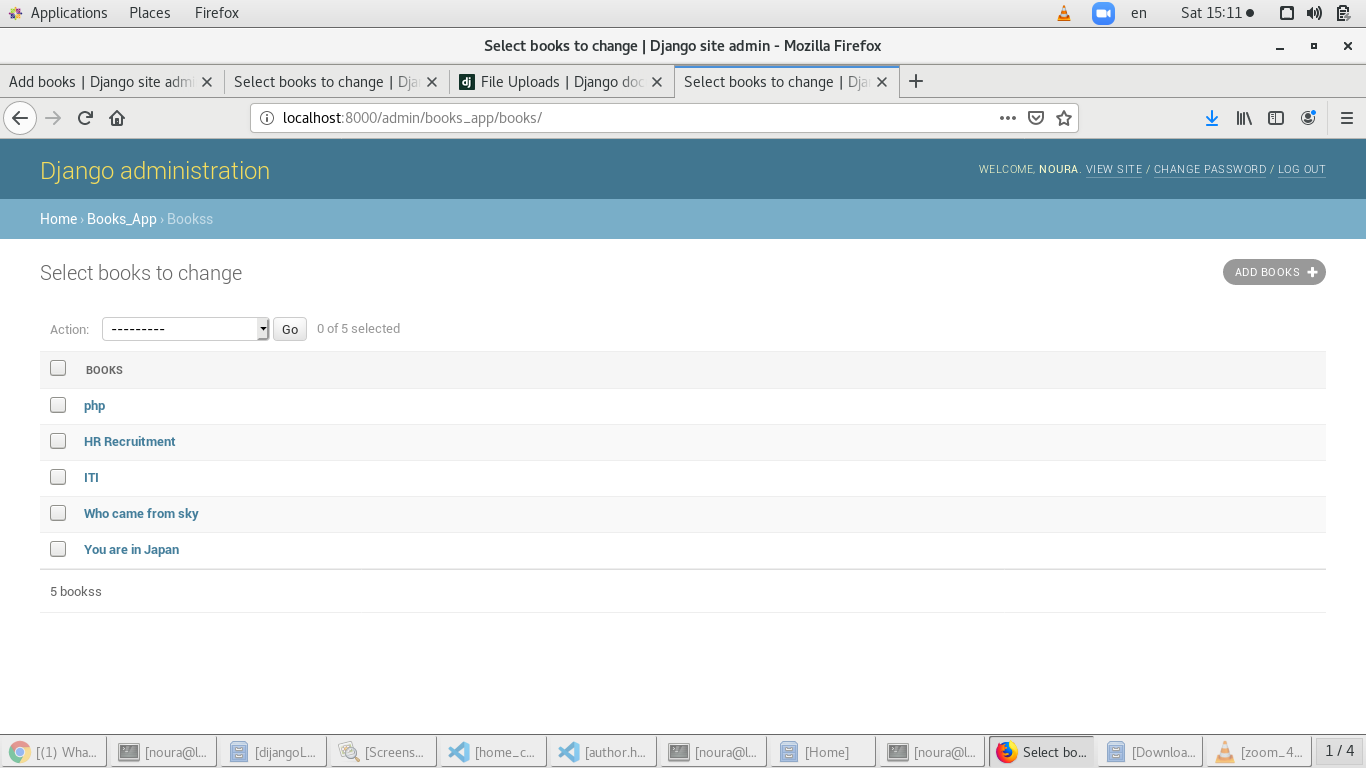 Applications Places Firefox en Sat 15:11
Select books to change | Django site admin - Mozilla Firefox
Add books | Django site admi Select books to change | Dja dj File Uploads | Django doc Select books to change | Dja
localhost:8000/admin/books_app/books/
Django administration
WELCOME, NOURA. VIEW SITE / CHANGE PASSWORD / LOG OUT
Home › Books_App › Bookss
Select books to change
ADD BOOKS
Action: --------- Go 0 of 5 selected
BOOKS
php
HR Recruitment
ITI
Who came from sky
You are in Japan
5 bookss
[(1) Wha... [noura@l... [dijangoL... [Screens... [home_c... [author.h... [noura@l... [Home] [noura@l... Select bo... [Downloa... [zoom_4... 1 / 4